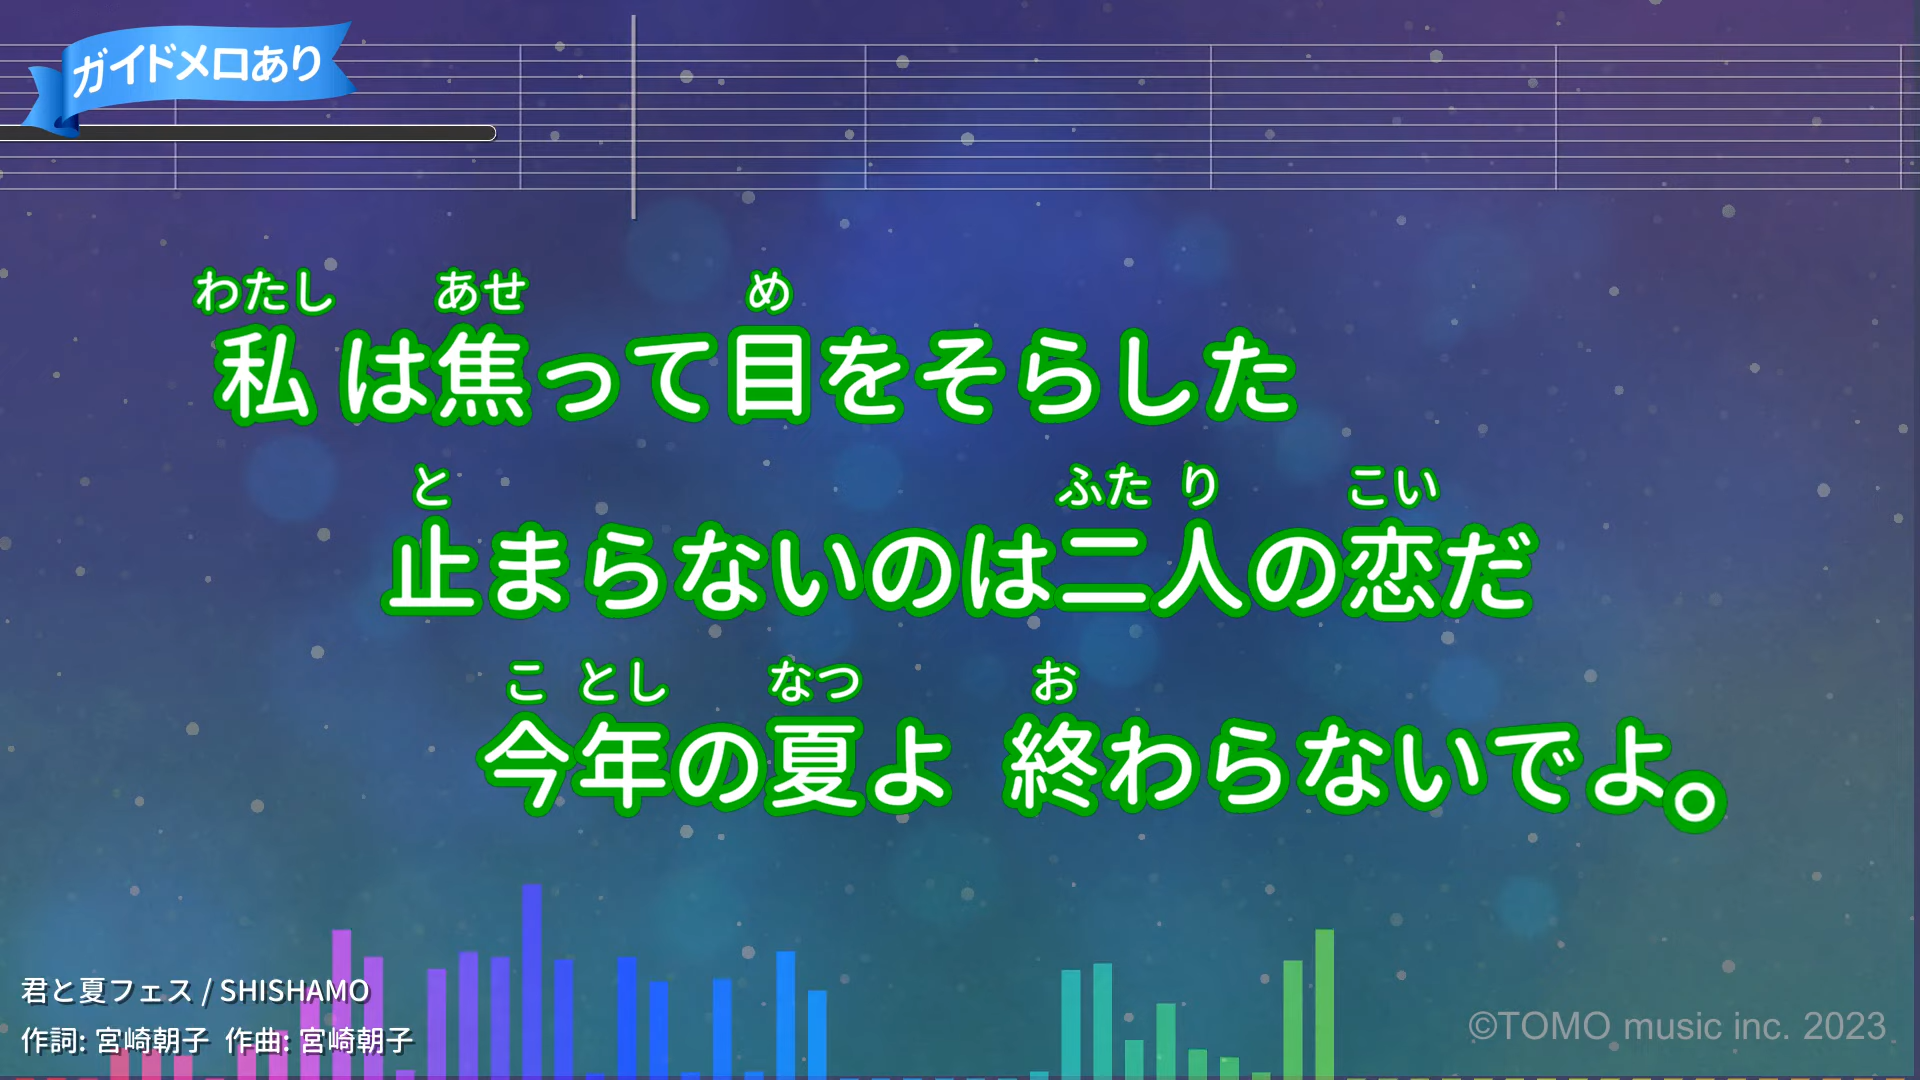 ガイドメロあり
わたし あせ め
私は焦って目をそらした
と ふた り こい
止まらないのは二人の恋だ
こ とし なつ お
今年の夏よ 終わらないでよ。
君と夏フェス / SHISHAMO
作詞: 宮崎朝子 作曲: 宮崎朝子
©TOMO music inc. 2023